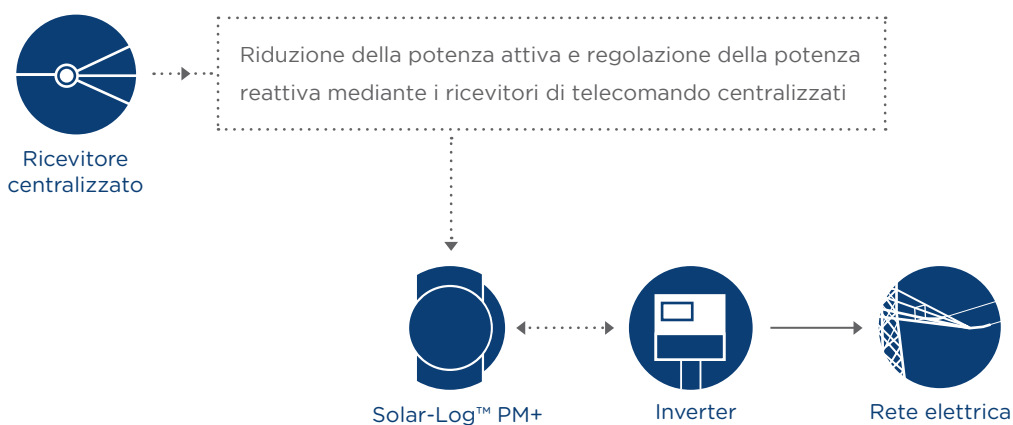 Riduzione della potenza attiva e regolazione della potenza
reattiva mediante i ricevitori di telecomando centralizzati
Ricevitore
centralizzato
Solar-Log™ PM+
Inverter
Rete elettrica